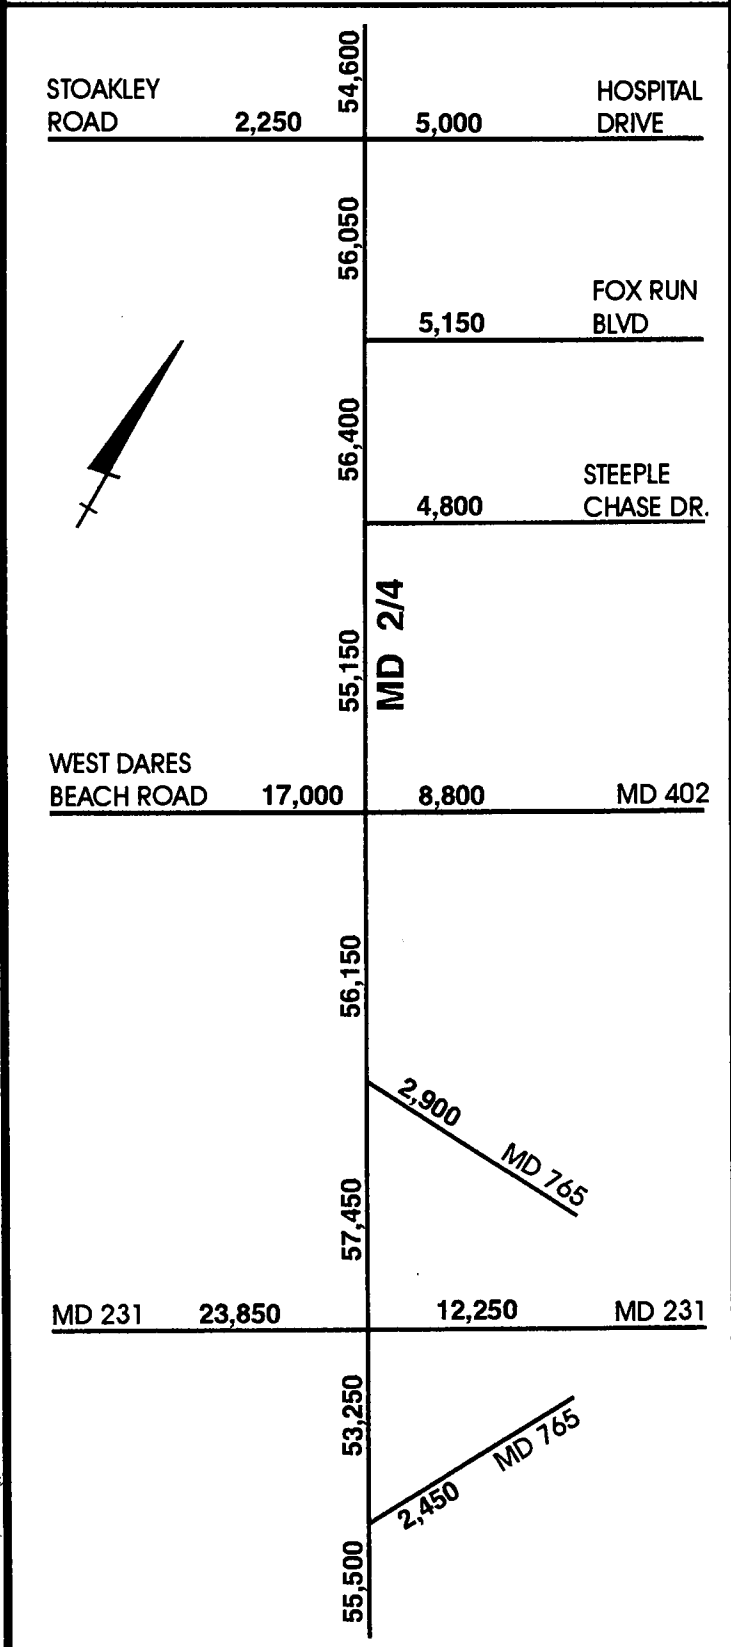 54,600
STOAKLEY
ROAD
2,250
5,000
HOSPITAL
DRIVE
56,050
5,150
FOX RUN
BLVD
56,400
4,800
STEEPLE
CHASE DR.
55,150
MD 2/4
WEST DARES
BEACH ROAD
17,000
8,800
MD 402
56,150
2,900
MD 765
57,450
MD 231
23,850
12,250
MD 231
53,250
MD 765
2,450
55,500